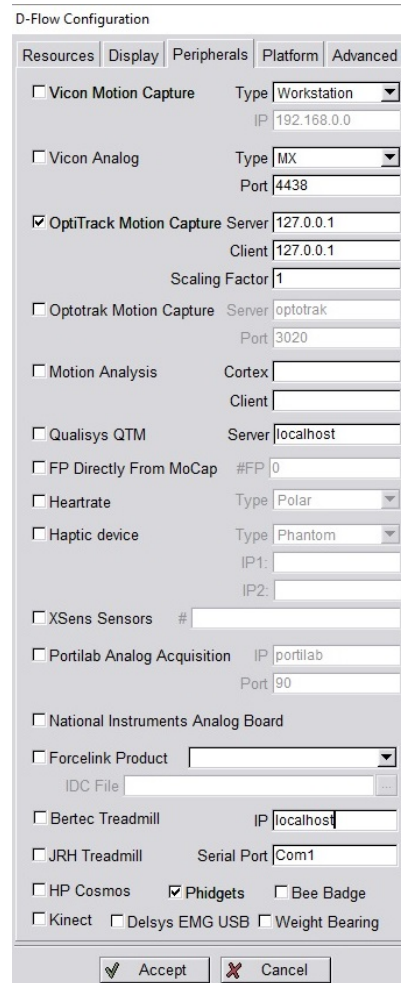 D-Flow Configuration
Resources Display Peripherals Platform Advanced
Vicon Motion Capture Type Workstation
IP 192.168.0.0
Vicon Analog Type MX
Port 4438
OptiTrack Motion Capture Server 127.0.0.1
Client 127.0.0.1
Scaling Factor 1
Optotrak Motion Capture Server optotrak
Port 3020
Motion Analysis Cortex
Client
Qualisys QTM Server localhost
FP Directly From MoCap #FP 0
Heartrate Type Polar
Haptic device Type Phantom
IP1:
IP2:
XSens Sensors #
Portilab Analog Acquisition IP portilab
Port 90
National Instruments Analog Board
Forcelink Product
IDC File ...
Bertec Treadmill IP localhost
JRH Treadmill Serial Port Com1
HP Cosmos Phidgets Bee Badge
Kinect Delsys EMG USB Weight Bearing
Accept Cancel